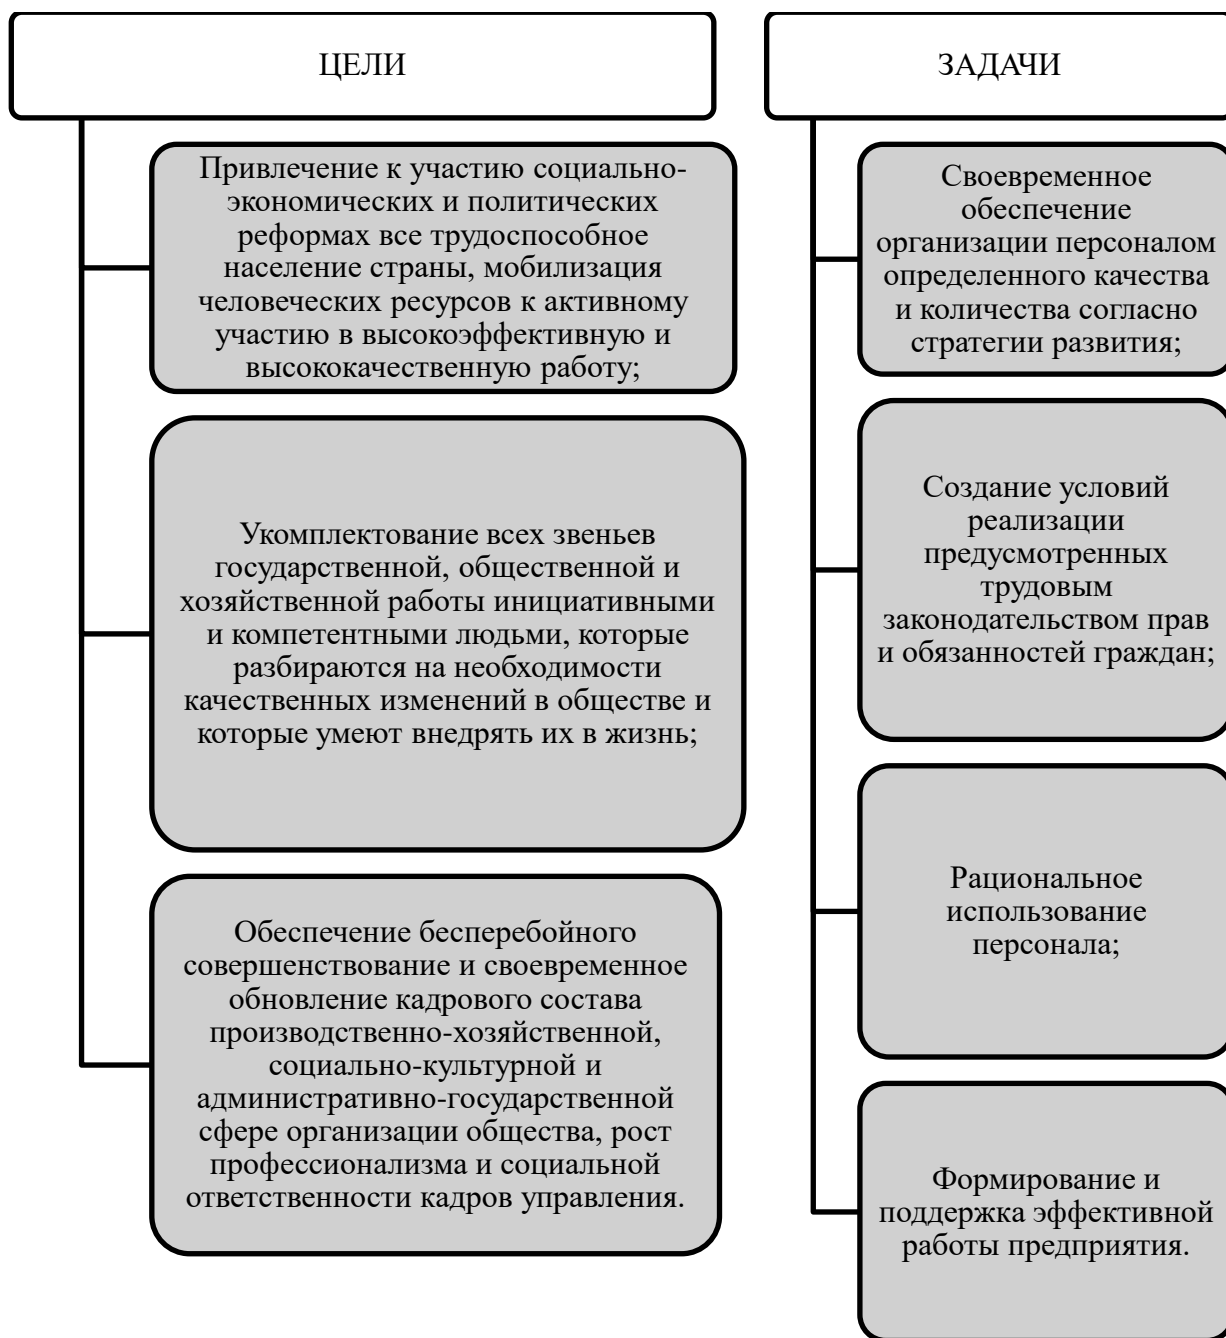 ЦЕЛИ
Привлечение к участию социально-
экономических и политических
реформах все трудоспособное
население страны, мобилизация
человеческих ресурсов к активному
участию в высокоэффективную и
высококачественную работу;
Укомплектование всех звеньев
государственной, общественной и
хозяйственной работы инициативными
и компетентными людьми, которые
разбираются на необходимости
качественных изменений в обществе и
которые умеют внедрять их в жизнь;
Обеспечение бесперебойного
совершенствование и своевременное
обновление кадрового состава
производственно-хозяйственной,
социально-культурной и
административно-государственной
сфере организации общества, рост
профессионализма и социальной
ответственности кадров управления.
ЗАДАЧИ
Своевременное
обеспечение
организации персоналом
определенного качества
и количества согласно
стратегии развития;
Создание условий
реализации
предусмотренных
трудовым
законодательством прав
и обязанностей граждан;
Рациональное
использование
персонала;
Формирование и
поддержка эффективной
работы предприятия.